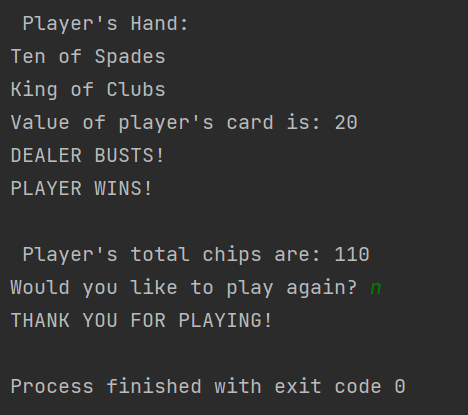 Player's Hand:
Ten of Spades
King of Clubs
Value of player's card is: 20
DEALER BUSTS!
PLAYER WINS!
Player's total chips are: 110
Would you like to play again? n
THANK YOU FOR PLAYING!
Process finished with exit code 0